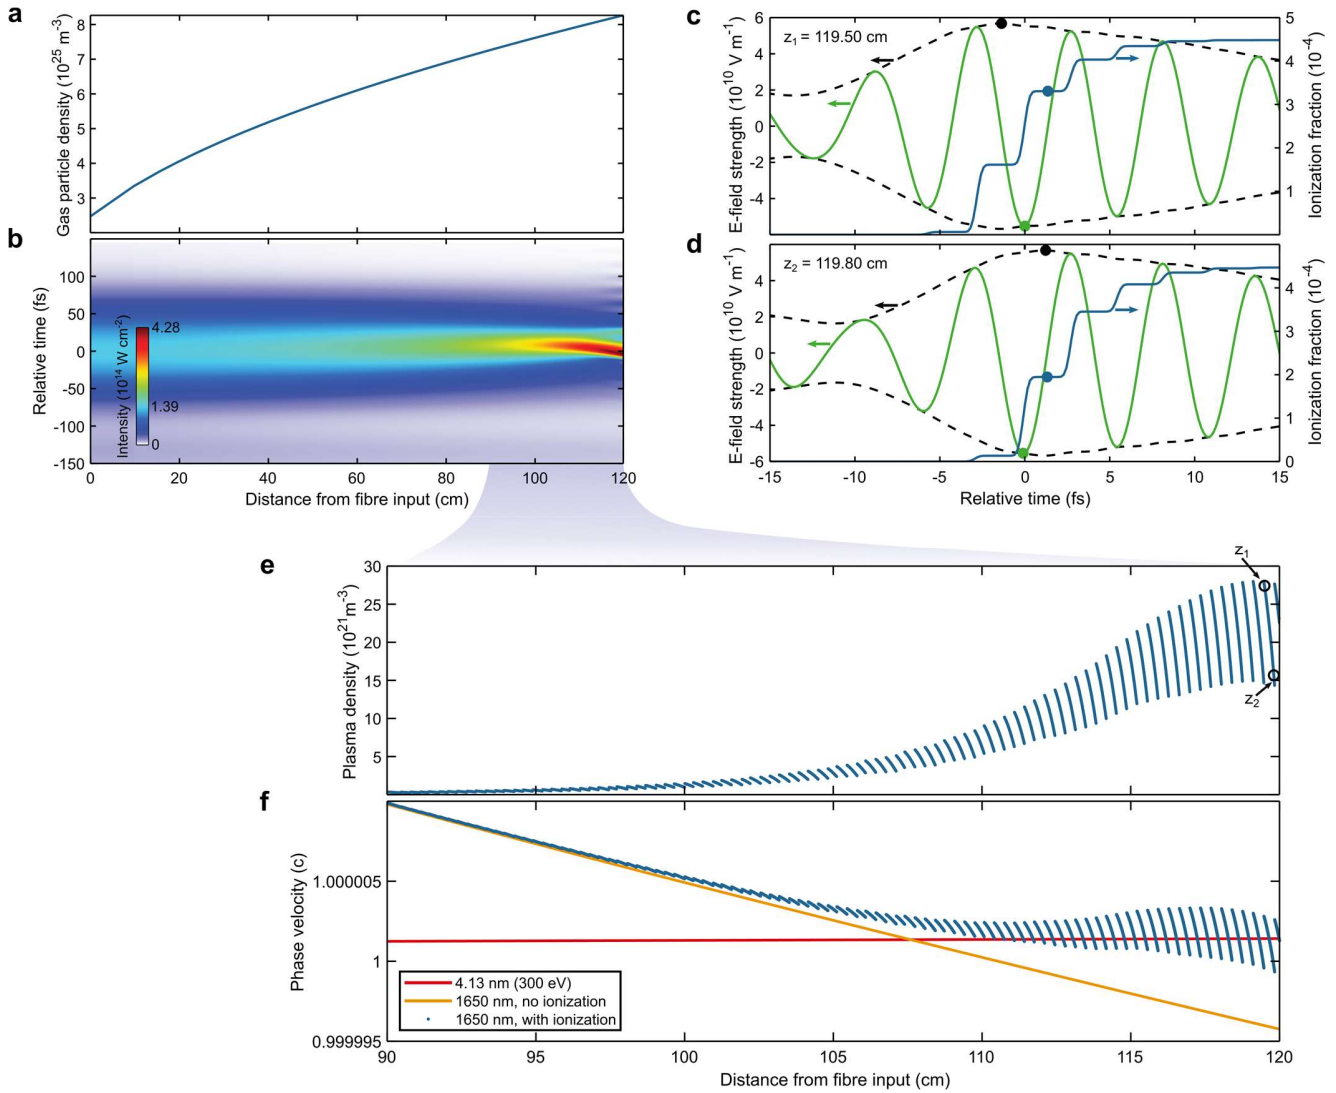 a
Gas particle density (10^25 m^-3)
8
7
6
5
4
3
b
Relative time (fs)
100
50
0
-50
-100
-150
Intensity (10^14 W cm^-2)
4.28
1.39
0
0 20 40 60 80 100 120
Distance from fibre input (cm)
c
z1 = 119.50 cm
E-field strength (10^10 V m^-1)
6
4
2
0
-2
-4
Ionization fraction (10^-4)
5
4
3
2
1
d
z2 = 119.80 cm
E-field strength (10^10 V m^-1)
4
2
0
-2
-4
-6
Ionization fraction (10^-4)
4
3
2
1
0
-15 -10 -5 0 5 10 15
Relative time (fs)
e
Plasma density (10^21m^-3)
30
25
20
15
10
5
z1
z2
f
Phase velocity (c)
1.000005
1
0.999995
4.13 nm (300 eV)
1650 nm, no ionization
1650 nm, with ionization
90 95 100 105 110 115 120
Distance from fibre input (cm)